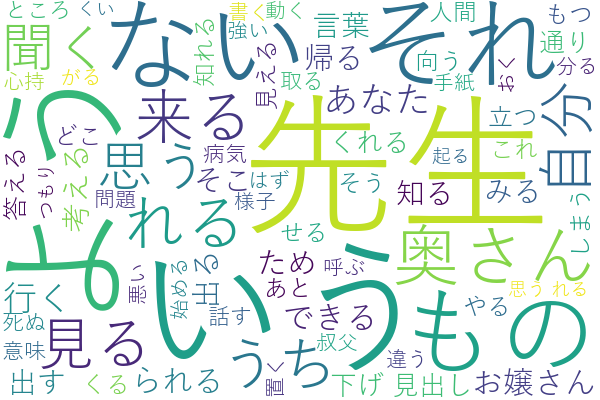 ところ
くい
書く
動く
言葉
人間
もつ
聞く
ない
それ
強い
知れる
帰る
向う
通り
心持
がる
見える
取る
手紙
おく
分る
よう
どこ
来る
あなた
立つ
自分
思う
病気
くれる
起る
これ
答える
つもり
考える
そこ
はず
そう
知る
みる
しまう
問題
れる
様子
先生
せる
奥さん
いう
もの
行く
悪い
始める
出る
ため
呼ぶ
あと
できる
やる
思う れる
死ぬ
見る
話す
うち
叔父
違う
意味
出す
くる
られる
置く
下げ 見出し
お嬢さん